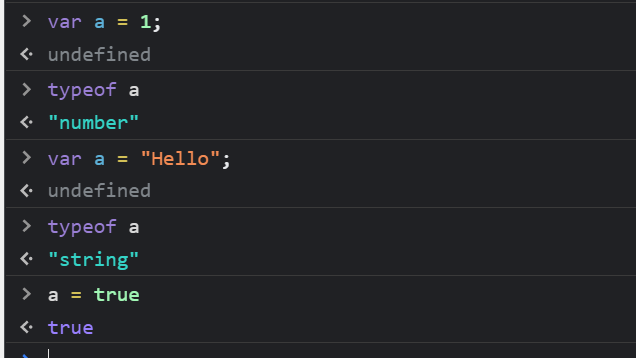 > var a = 1;
< undefined
> typeof a
< "number"
> var a = "Hello";
< undefined
> typeof a
< "string"
> a = true
< true
>